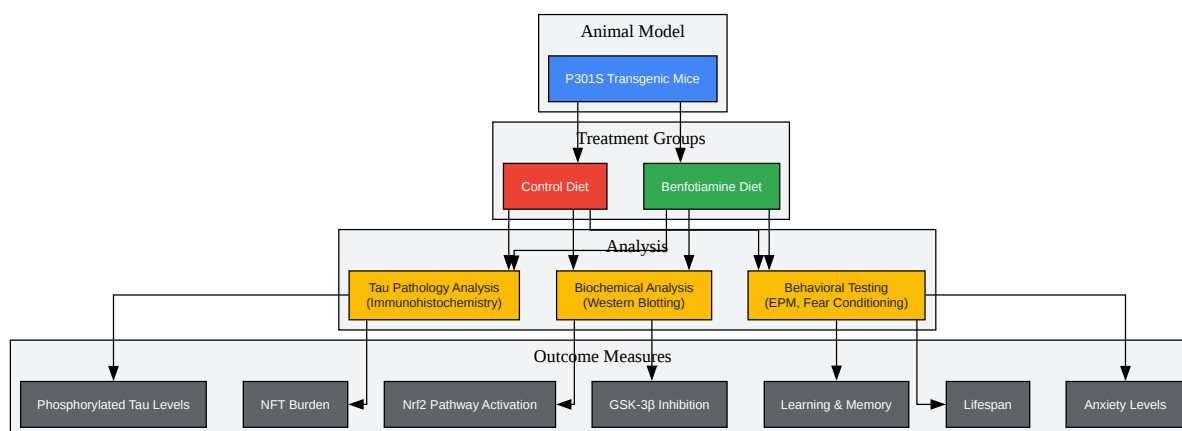 Animal Model
P301S Transgenic Mice
Treatment Groups
Control Diet
Benfotiamine Diet
Analysis
Tau Pathology Analysis
(Immunohistochemistry)
Biochemical Analysis
(Western Blotting)
Behavioral Testing
(EPM, Fear Conditioning)
Outcome Measures
Phosphorylated Tau Levels
NFT Burden
Nrf2 Pathway Activation
GSK-3β Inhibition
Learning & Memory
Lifespan
Anxiety Levels